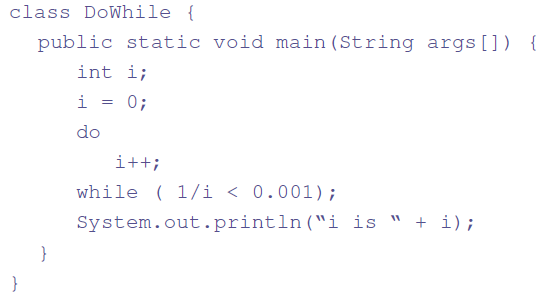 class DoWhile {
public static void main(String args[]) {
int i;
i = 0;
do
i++;
while ( 1/i < 0.001);
System.out.println(“i is “ + i);
}
}